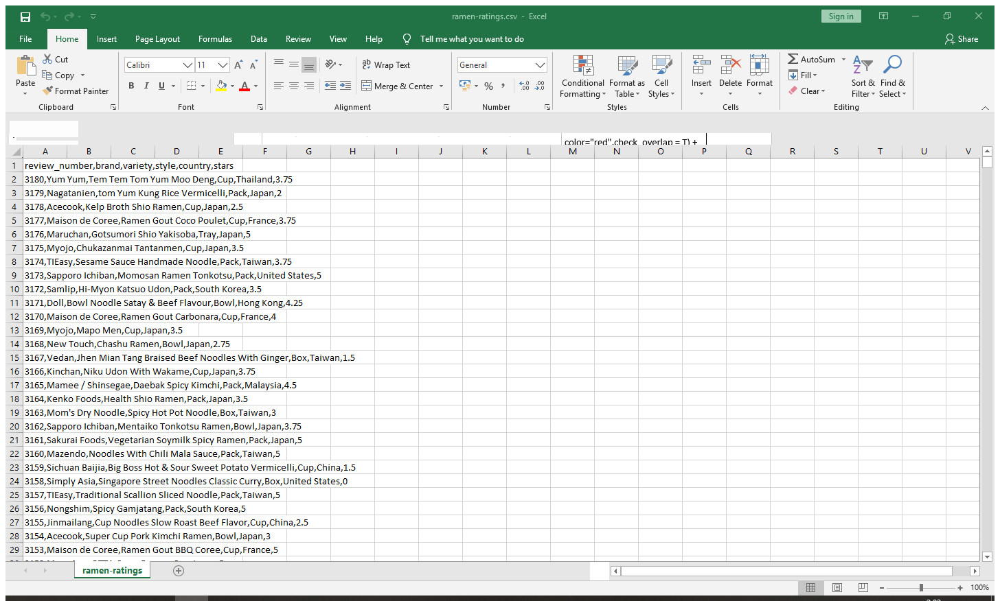 ramen-ratings.csv - Excel
Sign in
File Home Insert Page Layout Formulas Data Review View Help Tell me what you want to do Share
Paste
Cut
Copy
Format Painter
Clipboard
Calibri 11
B I U
Font
Wrap Text
Merge & Center
Alignment
General
% ,
Number
Conditional Formatting
Format as Table
Cell Styles
Styles
Insert Delete Format
Cells
AutoSum
Fill
Clear
Sort & Filter
Find & Select
Editing
color="red",check_overlap = T) +
A B C D E F G H I J K L M N O P Q R S T U V
1 review_number,brand,variety,style,country,stars
2 3180,Yum Yum,Tem Tem Tom Yum Moo Deng,Cup,Thailand,3.75
3 3179,Nagatanien,tom Yum Kung Rice Vermicelli,Pack,Japan,2
4 3178,Acecook,Kelp Broth Shio Ramen,Cup,Japan,2.5
5 3177,Maison de Coree,Ramen Gout Coco Poulet,Cup,France,3.75
6 3176,Maruchan,Gotsumori Shio Yakisoba,Tray,Japan,5
7 3175,Myojo,Chukazanmai Tantanmen,Cup,Japan,3.5
8 3174,TIEasy,Sesame Sauce Handmade Noodle,Pack,Taiwan,3.75
9 3173,Sapporo Ichiban,Momosan Ramen Tonkotsu,Pack,United States,5
10 3172,Samlip,Hi-Myon Katsuo Udon,Pack,South Korea,3.5
11 3171,Doll,Bowl Noodle Satay & Beef Flavour,Bowl,Hong Kong,4.25
12 3170,Maison de Coree,Ramen Gout Carbonara,Cup,France,4
13 3169,Myojo,Mapo Men,Cup,Japan,3.5
14 3168,New Touch,Chashu Ramen,Bowl,Japan,2.75
15 3167,Vedan,Jhen Mian Tang Braised Beef Noodles With Ginger,Box,Taiwan,1.5
16 3166,Kinchan,Niku Udon With Wakame,Cup,Japan,3.75
17 3165,Mamee / Shinsegae,Daebak Spicy Kimchi,Pack,Malaysia,4.5
18 3164,Kenko Foods,Health Shio Ramen,Pack,Japan,3.5
19 3163,Mom's Dry Noodle,Spicy Hot Pot Noodle,Box,Taiwan,3
20 3162,Sapporo Ichiban,Mentaiko Tonkotsu Ramen,Bowl,Japan,3.75
21 3161,Sakurai Foods,Vegetarian Soymilk Spicy Ramen,Pack,Japan,5
22 3160,Mazendo,Noodles With Chili Mala Sauce,Pack,Taiwan,5
23 3159,Sichuan Baijia,Big Boss Hot & Sour Sweet Potato Vermicelli,Cup,China,1.5
24 3158,Simply Asia,Singapore Street Noodles Classic Curry,Box,United States,0
25 3157,TIEasy,Traditional Scallion Sliced Noodle,Pack,Taiwan,5
26 3156,Nongshim,Spicy Gamjatang,Pack,South Korea,5
27 3155,Jinmailang,Cup Noodles Slow Roast Beef Flavor,Cup,China,2.5
28 3154,Acecook,Super Cup Pork Kimchi Ramen,Bowl,Japan,3
29 3153,Maison de Coree,Ramen Gout BBQ Coree,Cup,France,5
ramen-ratings
100%